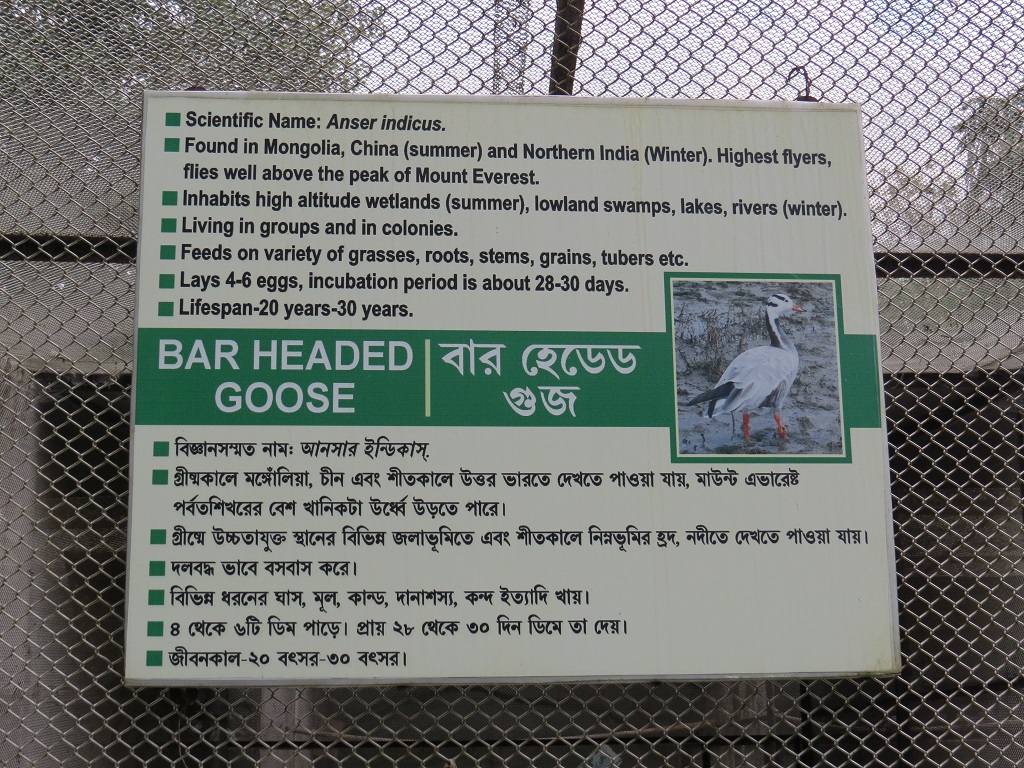 Scientific Name: Anser indicus.
Found in Mongolia, China (summer) and Northern India (Winter). Highest flyers,
flies well above the peak of Mount Everest.
Inhabits high altitude wetlands (summer), lowland swamps, lakes, rivers (winter).
Living in groups and in colonies.
Feeds on variety of grasses, roots, stems, grains, tubers etc.
Lays 4-6 eggs, incubation period is about 28-30 days.
Lifespan-20 years-30 years.
BAR HEADED
GOOSE
বার হেডেড
গুজ
বিজ্ঞানসম্মত নাম: আনসার ইন্ডিকাস্.
গ্রীষ্মকালে মঙ্গোঁলিয়া, চীন এবং শীতকালে উত্তর ভারতে দেখতে পাওয়া যায়, মাউন্ট এভারেষ্ট
পর্বতশিখরের বেশ খানিকটা উর্ধ্বে উড়তে পারে।
গ্রীষ্মে উচ্চতাযুক্ত স্থানের বিভিন্ন জলাভূমিতে এবং শীতকালে নিম্নভূমির হ্রদ, নদীতে দেখতে পাওয়া যায়।
দলবদ্ধ ভাবে বসবাস করে।
বিভিন্ন ধরনের ঘাস, মূল, কান্ড, দানাশস্য, কন্দ ইত্যাদি খায়।
৪ থেকে ৬টি ডিম পাড়ে। প্রায় ২৮ থেকে ৩০ দিন ডিমে তা দেয়।
জীবনকাল-২০ বৎসর-৩০ বৎসর।